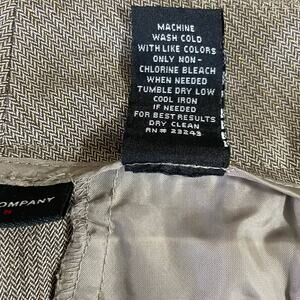 MACHINE
WASH COLD
WITH LIKE COLORS
ONLY NON-
CHLORINE BLEACH
WHEN NEEDED
TUMBLE DRY LOW
COOL IRON
IF NEEDED
FOR BEST RESULTS
DRY CLEAN
RN# 23243
COMPANY